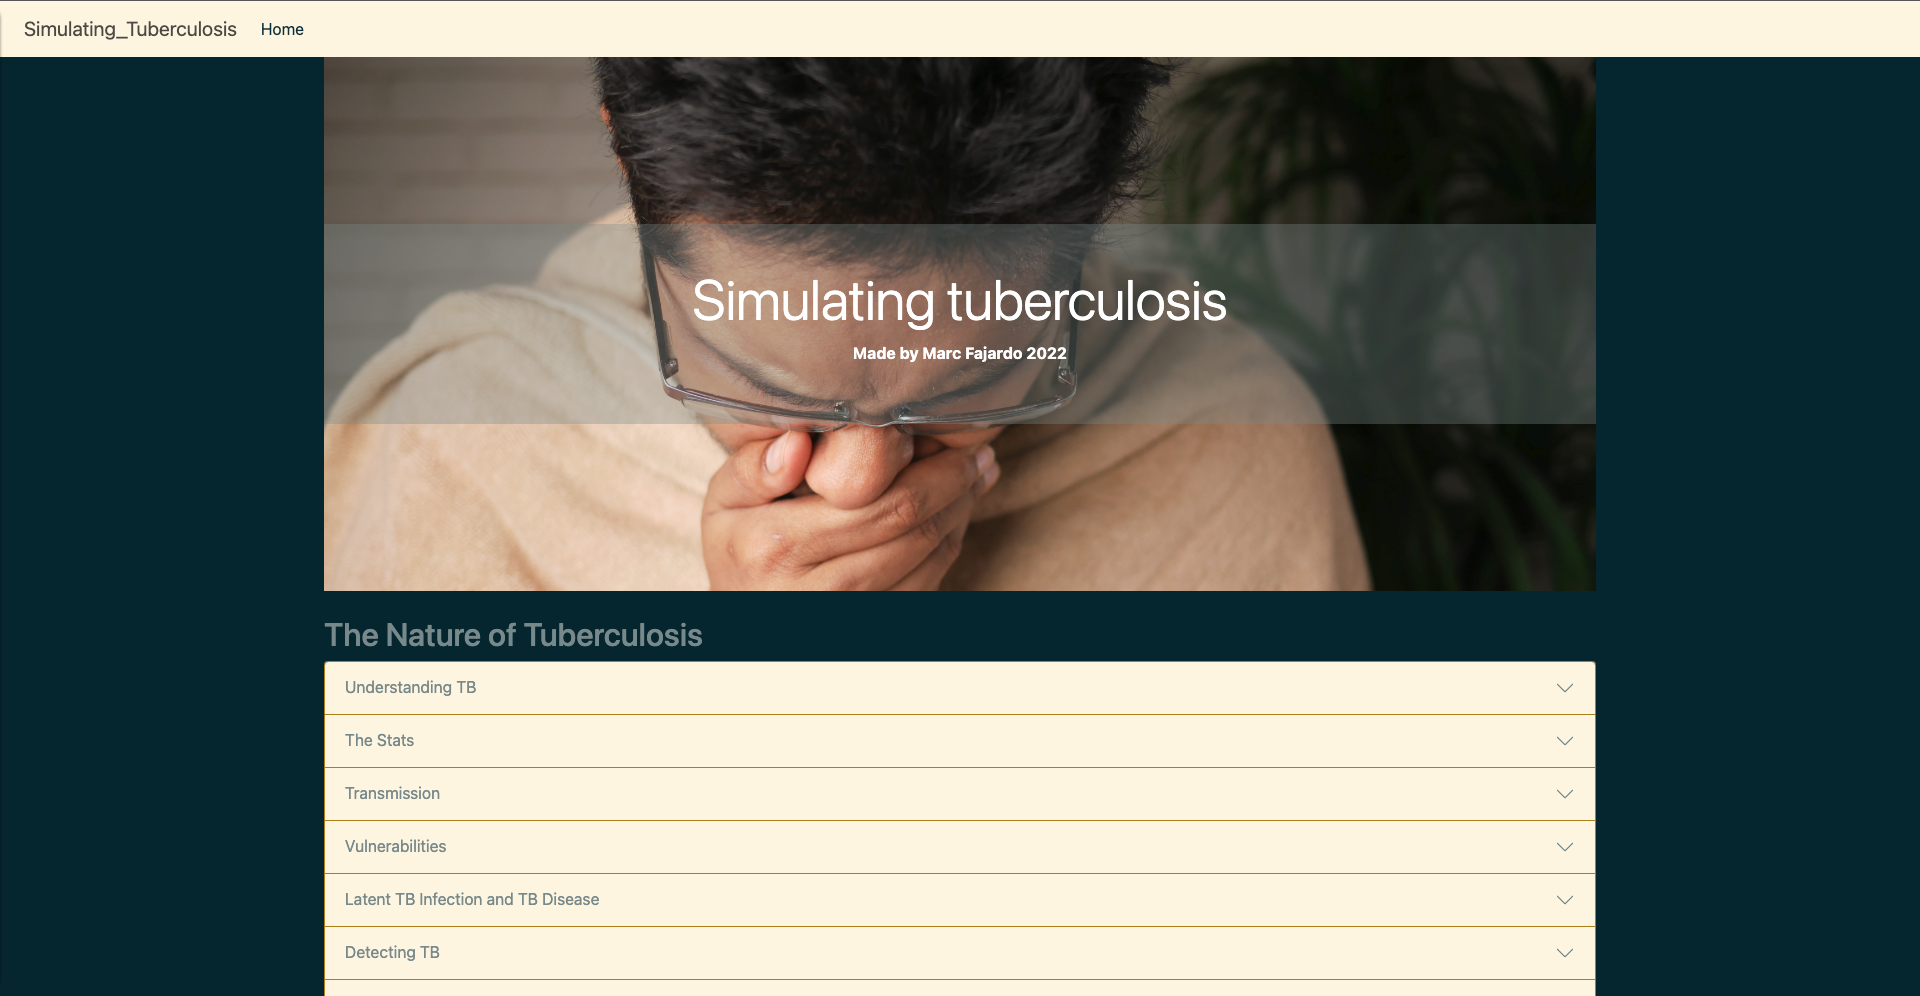 Simulating_Tuberculosis Home
Simulating tuberculosis
Made by Marc Fajardo 2022
The Nature of Tuberculosis
Understanding TB
The Stats
Transmission
Vulnerabilities
Latent TB Infection and TB Disease
Detecting TB